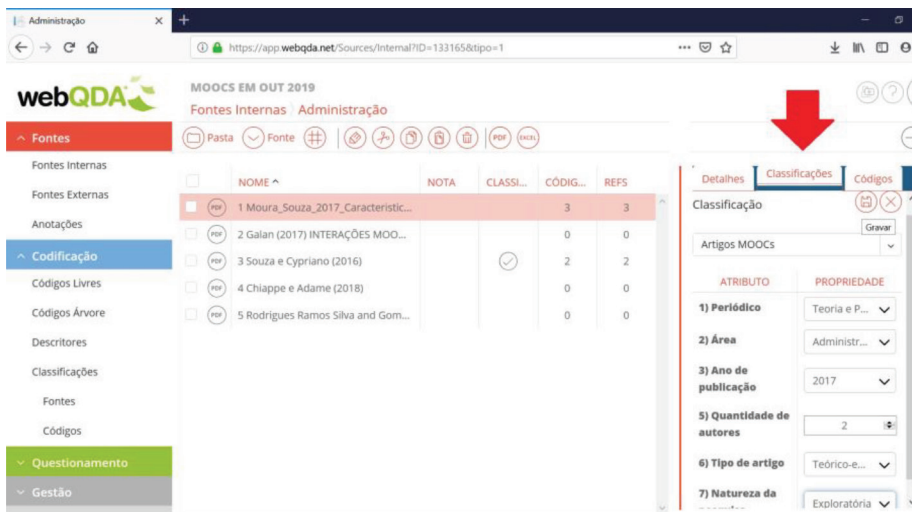 Administração
https://app.webqda.net/Sources/Internal?ID=133165&tipo=1
webQDA
MOOCS EM OUT 2019
Fontes Internas Administração
Pasta Fonte PDF EXCEL
Fontes
Fontes Internas
Fontes Externas
Anotações
Codificação
Códigos Livres
Códigos Árvore
Descritores
Classificações
Fontes
Códigos
Questionamento
Gestão
NOME NOTA CLASSI... CÓDIG... REFS
PDF 1 Moura_Souza_2017_Caracteristic... 3 3
PDF 2 Galan (2017) INTERAÇÕES MOO... 0 0
PDF 3 Souza e Cypriano (2016) 2 2
PDF 4 Chiappe e Adame (2018) 0 0
PDF 5 Rodrigues Ramos Silva and Gom... 0 0
Detalhes Classificações Códigos
Classificação
Gravar
Artigos MOOCs
ATRIBUTO PROPRIEDADE
1) Periódico Teoria e P...
2) Área Administr...
3) Ano de
publicação 2017
5) Quantidade de
autores 2
6) Tipo de artigo Teórico-e...
7) Natureza da
Exploratória